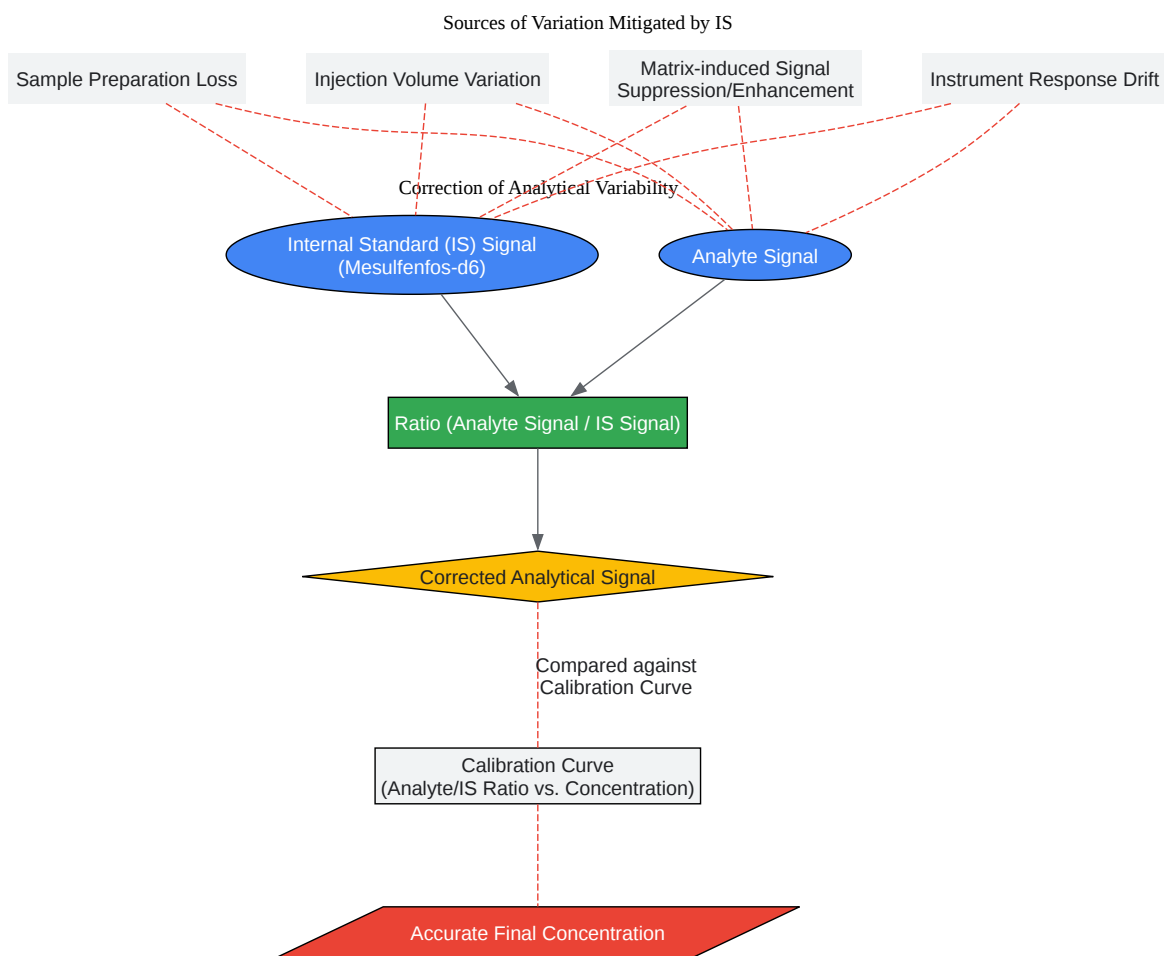 Sources of Variation Mitigated by IS
Sample Preparation Loss
Injection Volume Variation
Matrix-induced Signal
Suppression/Enhancement
Instrument Response Drift
Correction of Analytical Variability
Internal Standard (IS) Signal
(Mesulfenfos-d6)
Analyte Signal
Ratio (Analyte Signal / IS Signal)
Corrected Analytical Signal
Compared against
Calibration Curve
Calibration Curve
(Analyte/IS Ratio vs. Concentration)
Accurate Final Concentration